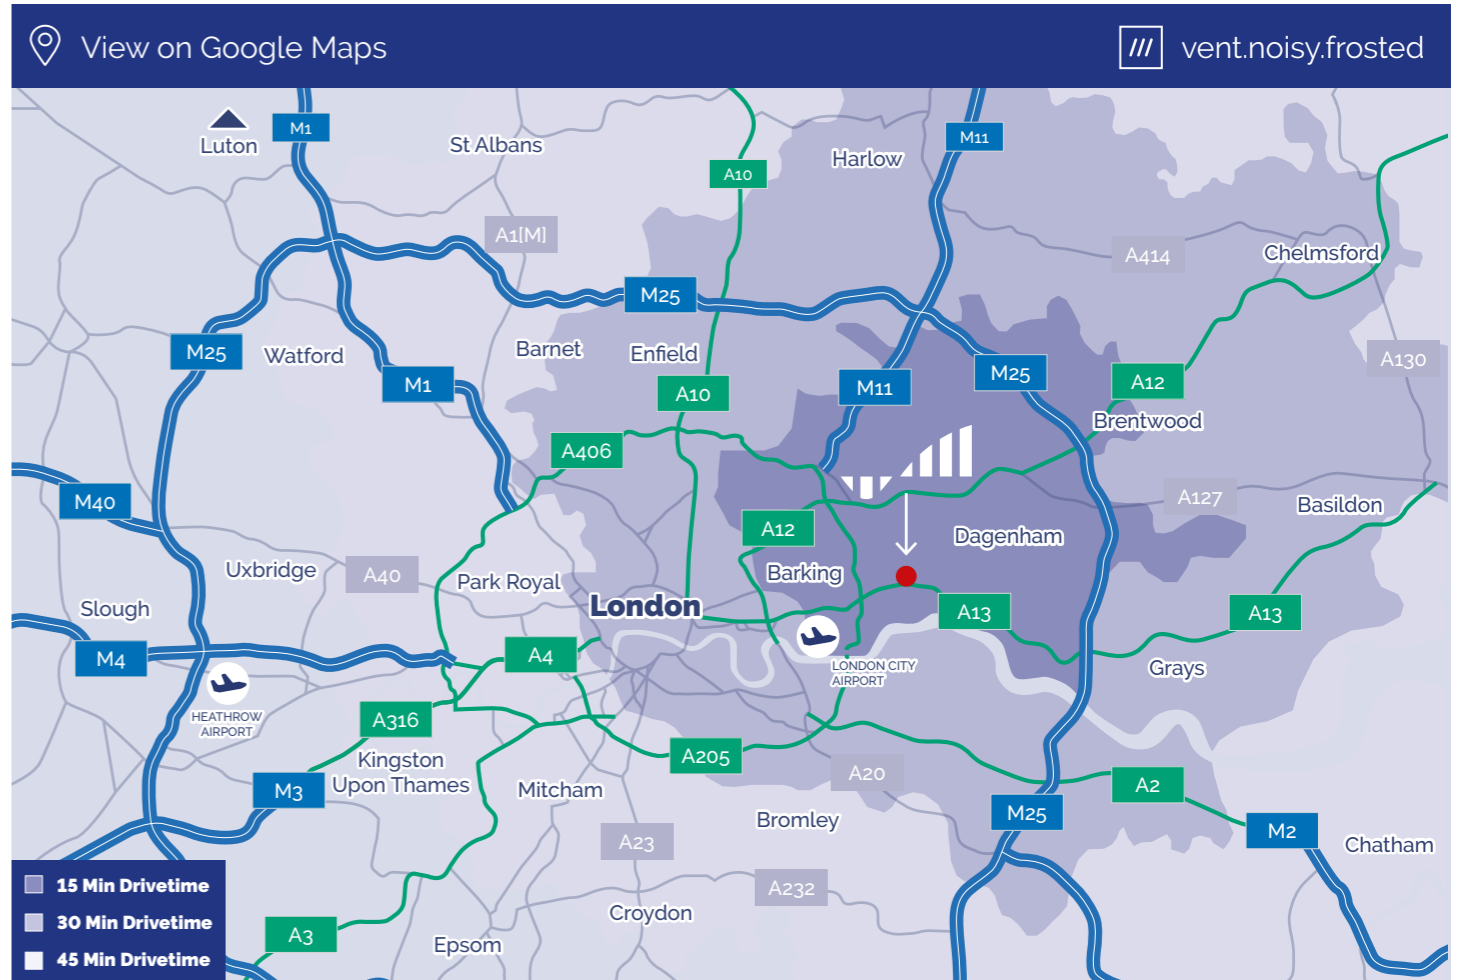 View on Google Maps
vent.noisy.frosted
M1
Luton
St Albans
A10
Harlow
M11
A1[M]
A414
Chelmsford
M25
M25
Watford
Barnet
Enfield
M1
A10
M11
M25
A12
A130
Brentwood
A406
M40
A127
Basildon
A12
Dagenham
Uxbridge
A40
Park Royal
Barking
Slough
London
A13
A13
M4
A4
LONDON CITY
AIRPORT
Grays
HEATHROW
AIRPORT
A316
Kingston
Upon Thames
A205
A20
A2
M3
Mitcham
Bromley
M25
M2
A23
Chatham
15 Min Drivetime
A232
30 Min Drivetime
Croydon
A3
Epsom
45 Min Drivetime